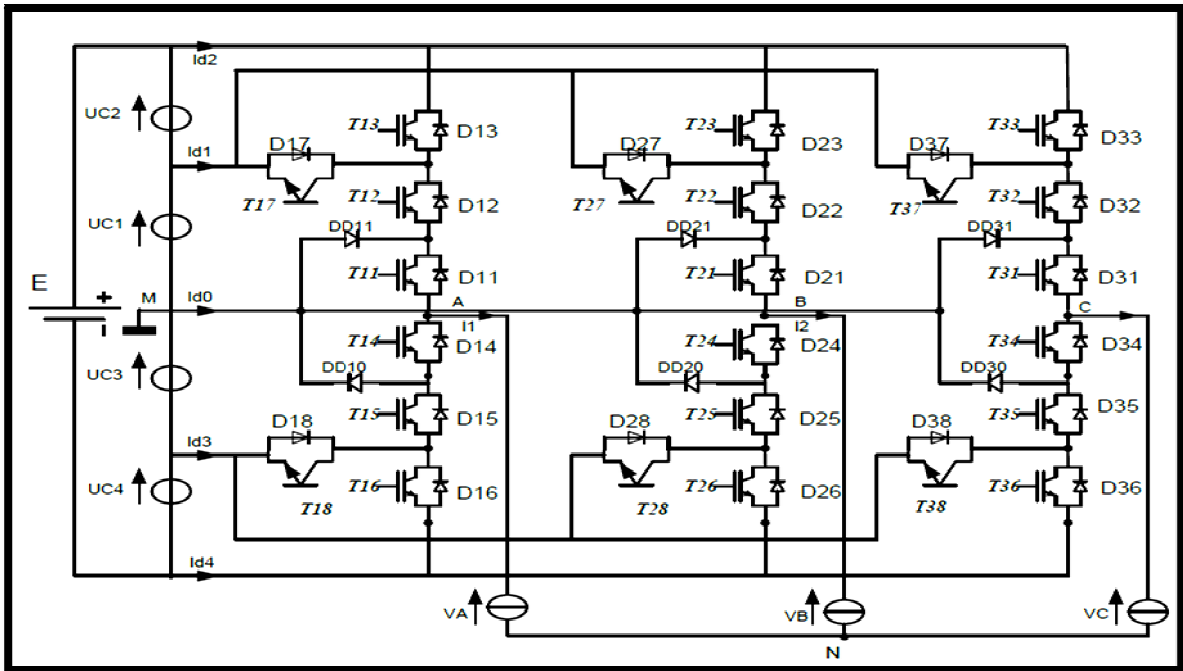 Id2
UC2
T13
D13
T23
D23
T33
D33
Id1
D17
D27
D37
T17
T12
D12
T27
T22
D22
T37
T32
D32
UC1
DD11
DD21
DD31
T11
D11
T21
D21
T31
D31
E
+
M
Id0
A
B
C
I1
I2
T14
D14
T24
D24
T34
D34
UC3
DD10
DD20
DD30
D18
T15
D15
D28
T25
D25
D38
T35
D35
Id3
UC4
T18
T16
D16
T28
T26
D26
T38
T36
D36
Id4
VA
VB
VC
N